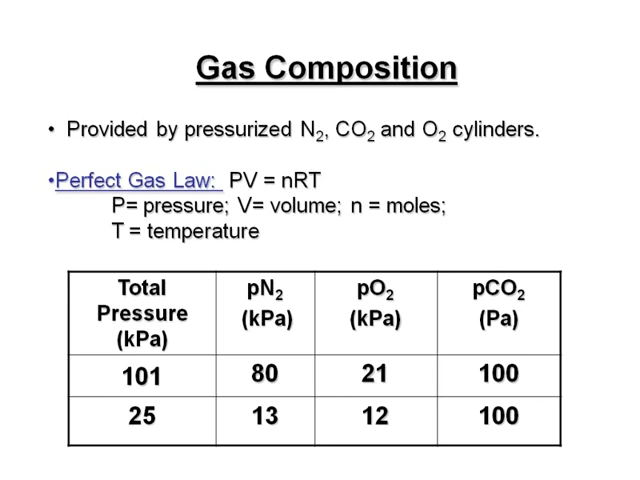 Gas Composition
• Provided by pressurized N₂, CO₂ and O₂ cylinders.
•Perfect Gas Law: PV = nRT
P= pressure; V= volume; n = moles;
T = temperature
Total Pressure (kPa) pN₂ (kPa) pO₂ (kPa) pCO₂ (Pa)
101 80 21 100
25 13 12 100